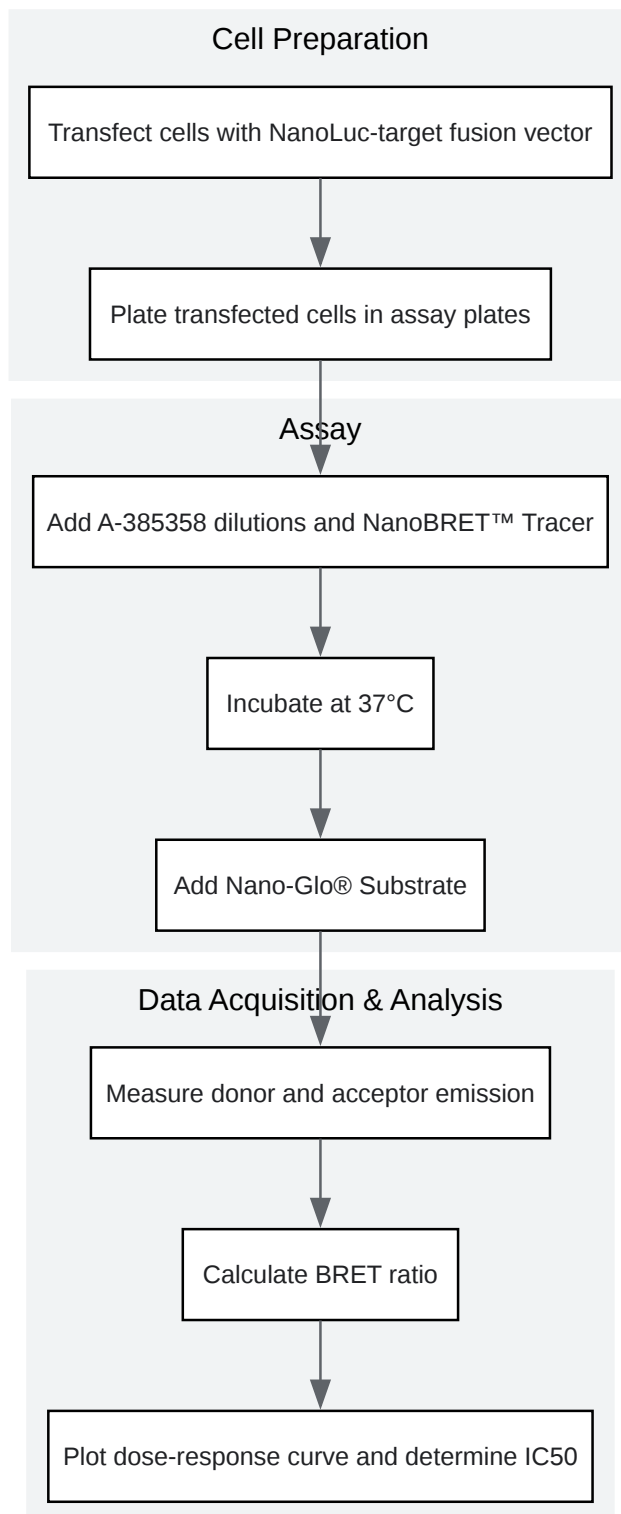 Cell Preparation
Transfect cells with NanoLuc-target fusion vector
Plate transfected cells in assay plates
Assay
Add A-385358 dilutions and NanoBRET™ Tracer
Incubate at 37°C
Add Nano-Glo® Substrate
Data Acquisition & Analysis
Measure donor and acceptor emission
Calculate BRET ratio
Plot dose-response curve and determine IC50